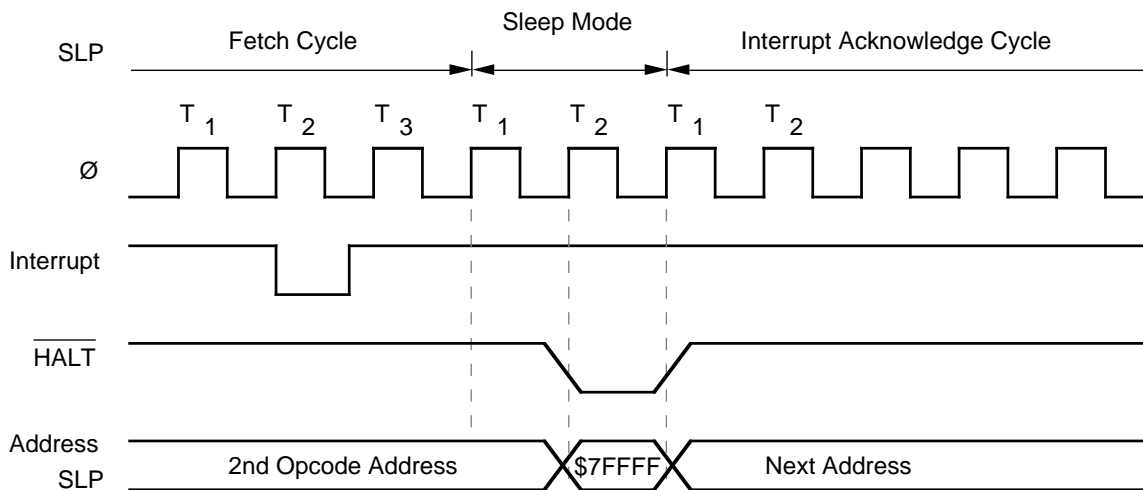 SLP Fetch Cycle Sleep Mode Interrupt Acknowledge Cycle
T 1 T 2 T 3 T 1 T 2 T 1 T 2
Ø
Interrupt
HALT
Address
2nd Opcode Address $7FFFF Next Address
SLP